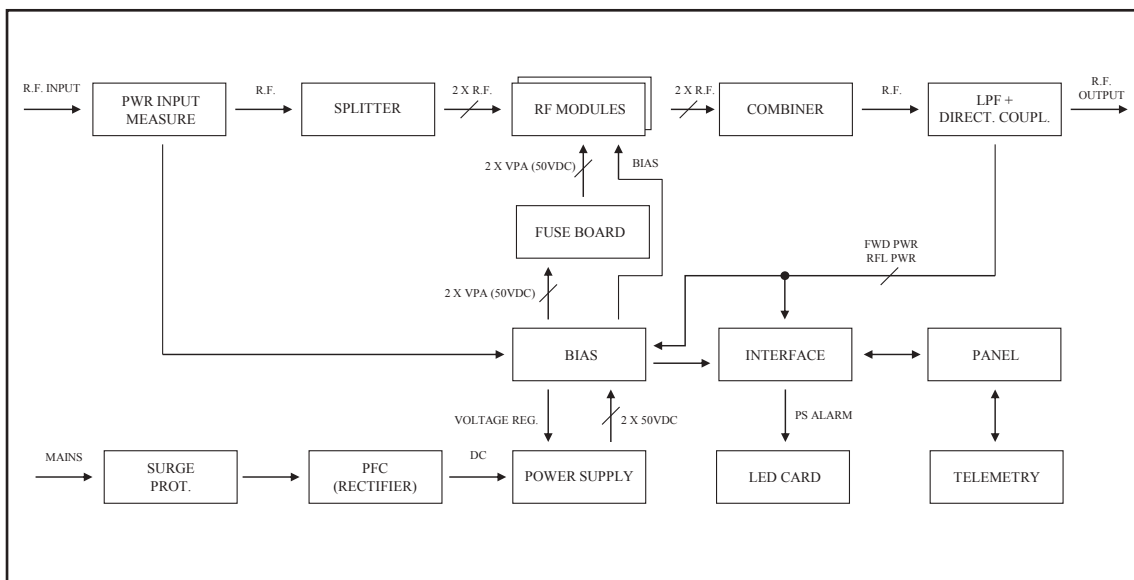 R.F. INPUT
PWR INPUT
MEASURE
R.F.
SPLITTER
2 X R.F.
RF MODULES
2 X R.F.
COMBINER
R.F.
LPF +
DIRECT. COUPL.
R.F.
OUTPUT
2 X VPA (50VDC)
BIAS
FUSE BOARD
FWD PWR
RFL PWR
2 X VPA (50VDC)
BIAS
INTERFACE
PANEL
VOLTAGE REG.
2 X 50VDC
PS ALARM
MAINS
SURGE
PROT.
PFC
(RECTIFIER)
DC
POWER SUPPLY
LED CARD
TELEMETRY